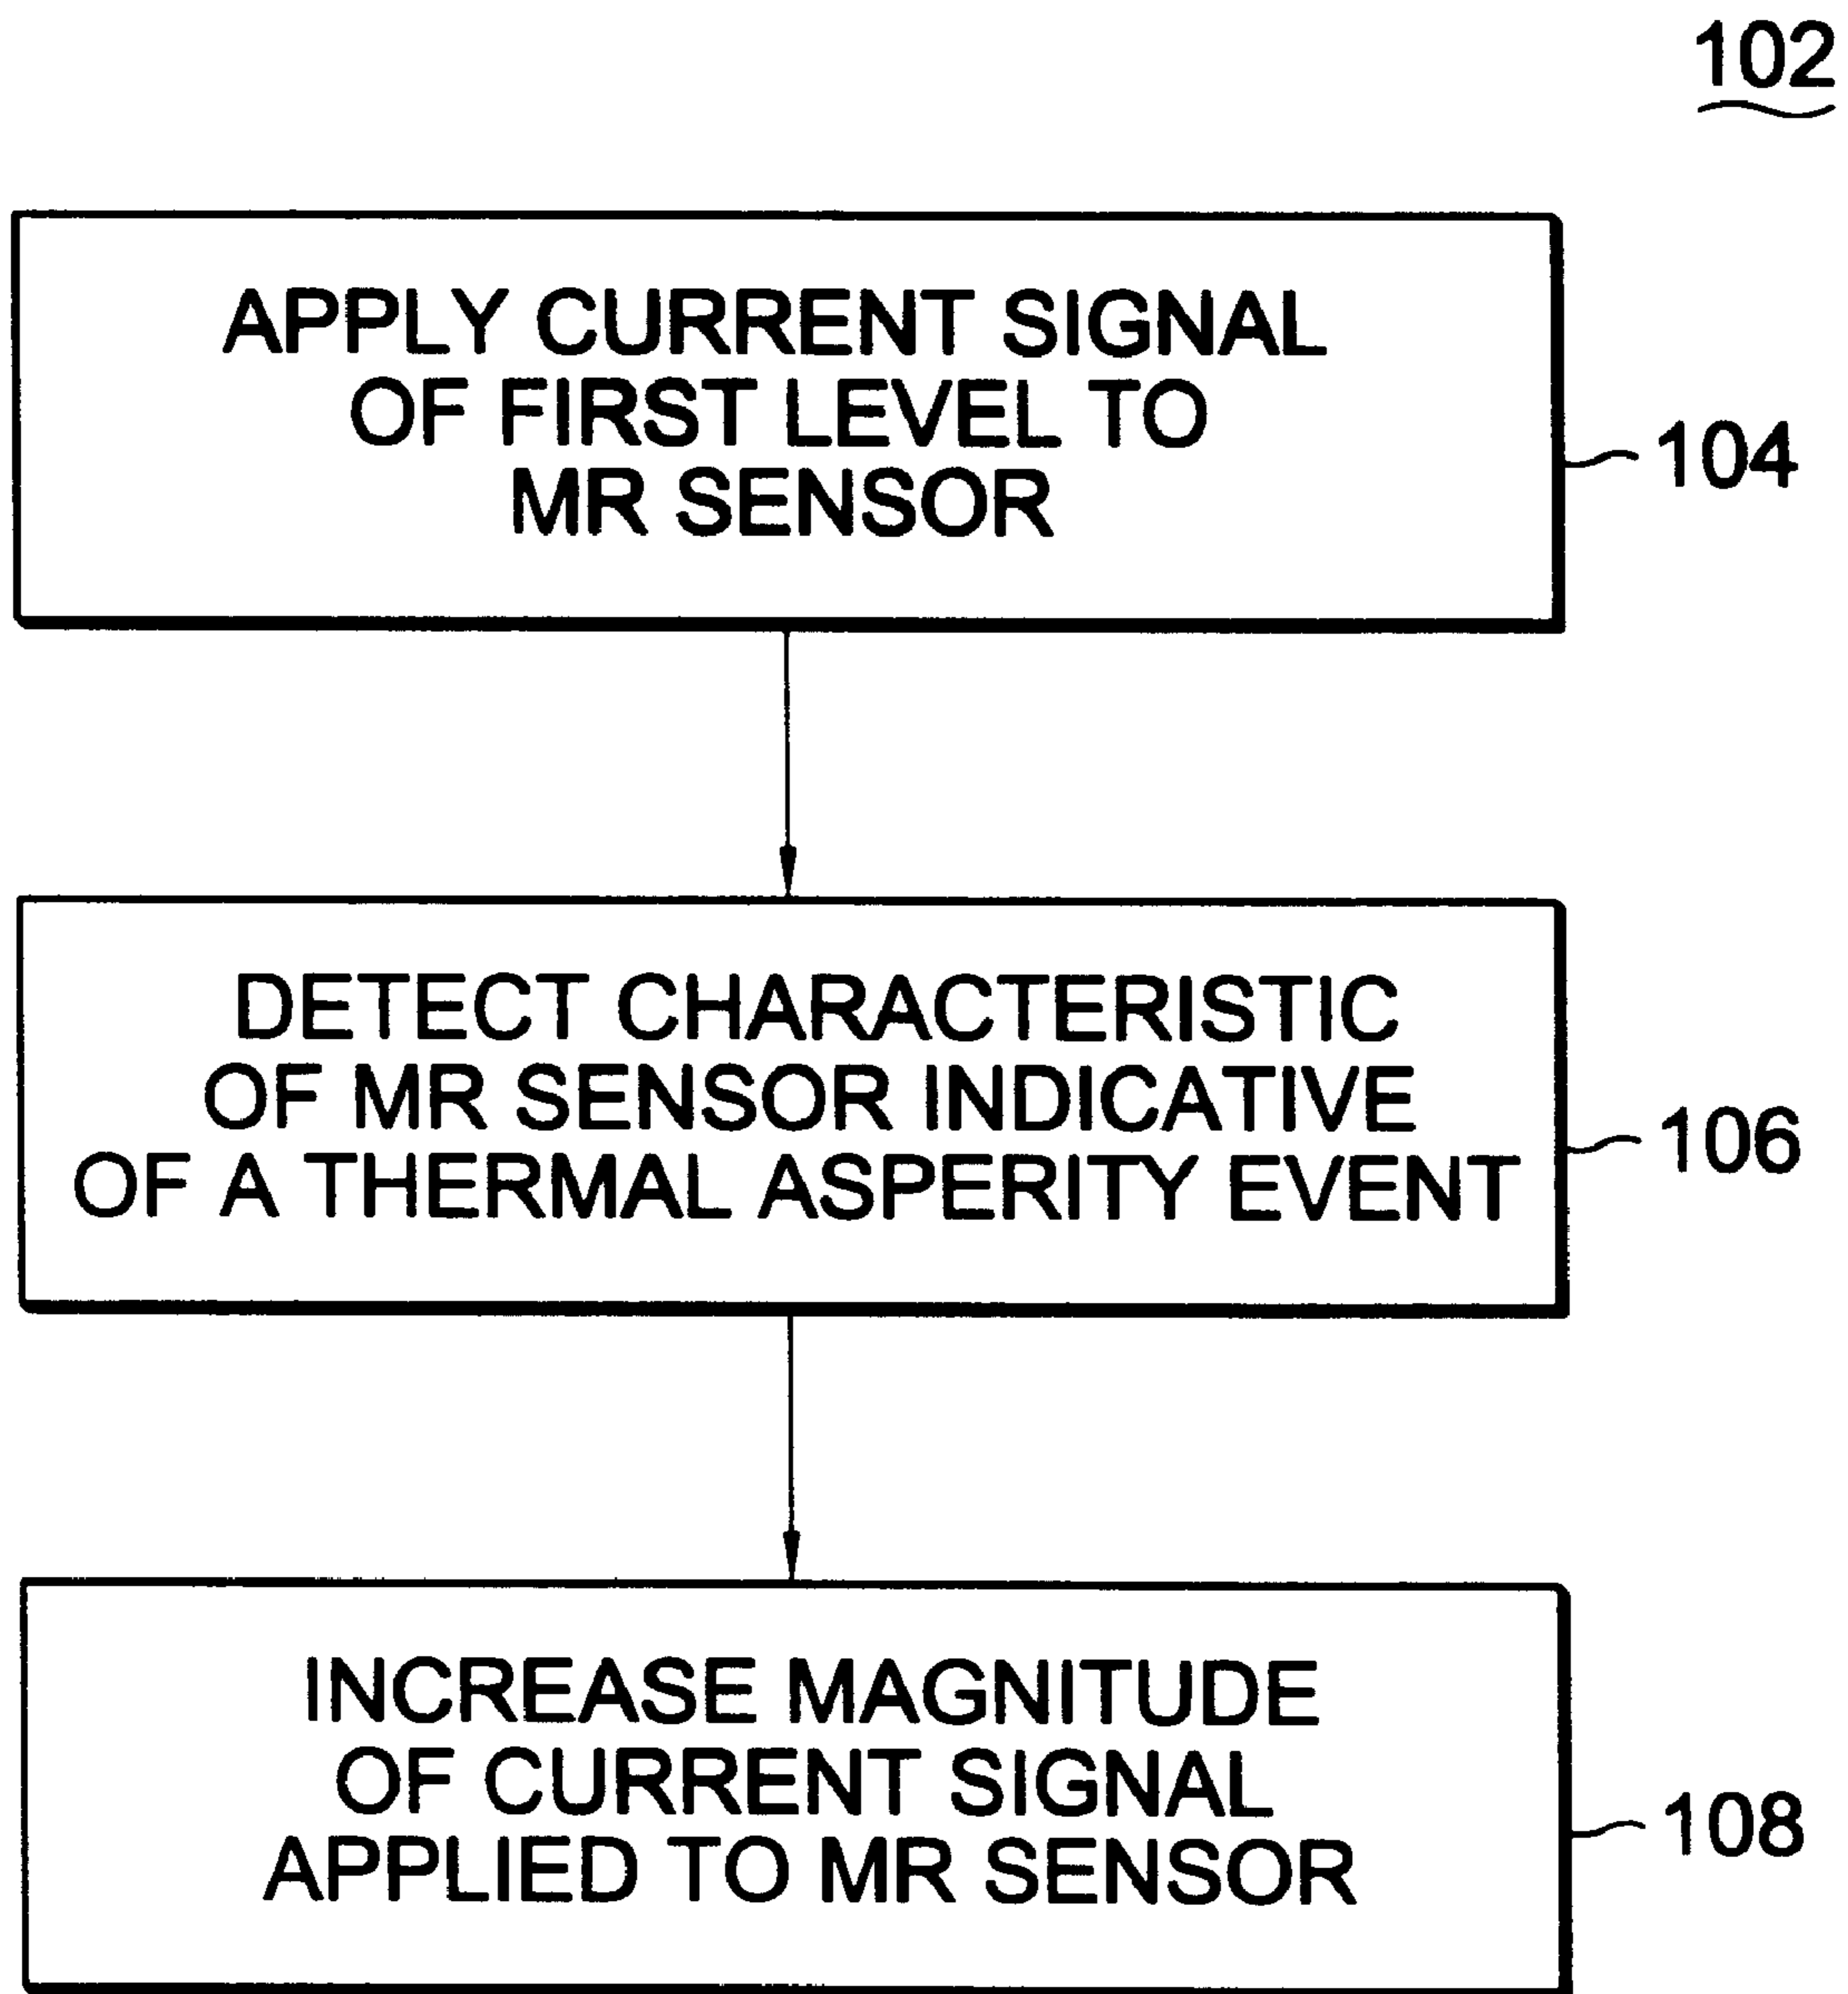 102
APPLY CURRENT SIGNAL
OF FIRST LEVEL TO
MR SENSOR
104
DETECT CHARACTERISTIC
OF MR SENSOR INDICATIVE
OF A THERMAL ASPERITY EVENT
106
INCREASE MAGNITUDE
OF CURRENT SIGNAL
APPLIED TO MR SENSOR
108